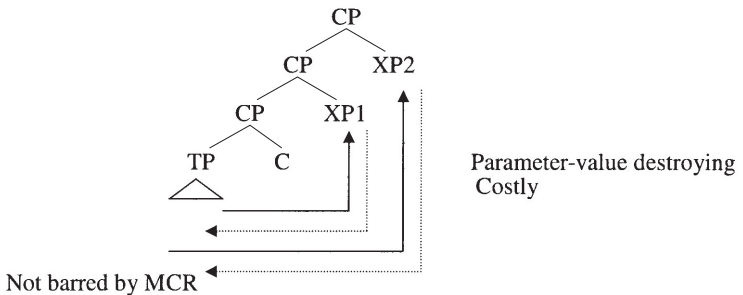 CP
CP XP2
CP XP1
TP C
Parameter-value destroying
Costly
Not barred by MCR